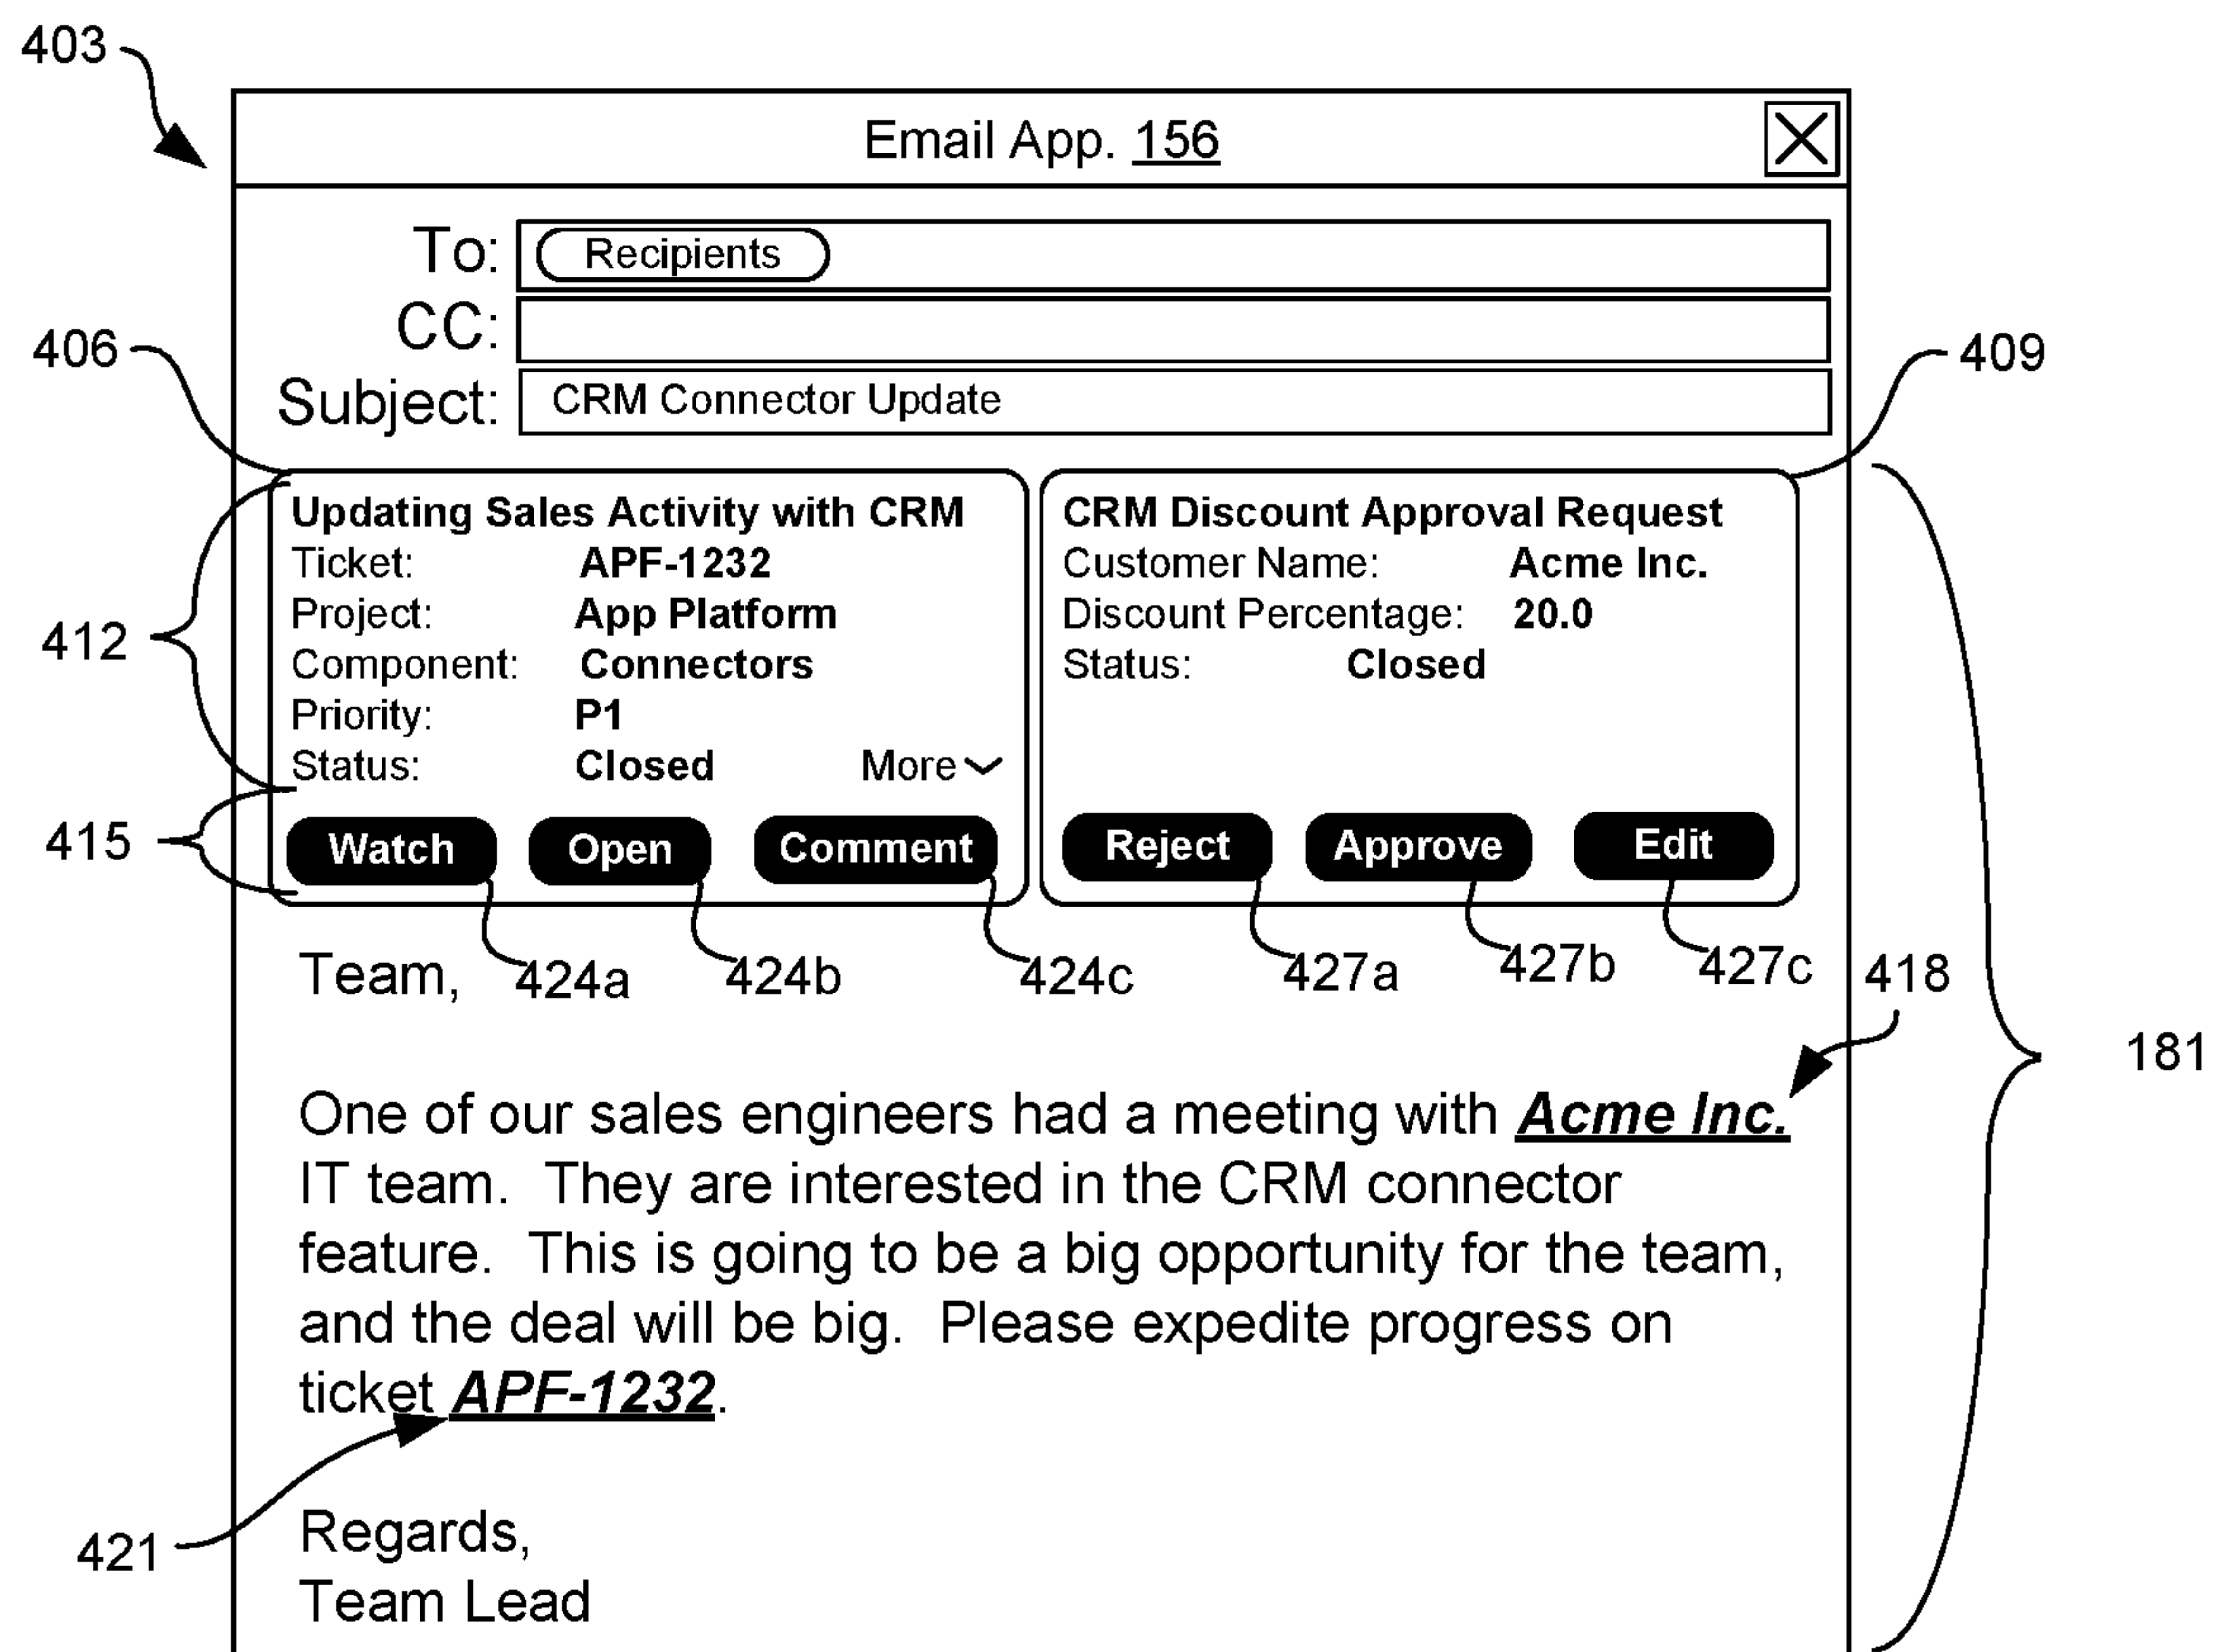 403
Email App. 156
To: Recipients
CC:
406
409
Subject: CRM Connector Update
Updating Sales Activity with CRM
Ticket: APF-1232
Project: App Platform
Component: Connectors
Priority: P1
Status: Closed More
412
Watch Open Comment
415
CRM Discount Approval Request
Customer Name: Acme Inc.
Discount Percentage: 20.0
Status: Closed
Reject Approve Edit
Team, 424a 424b 424c 427a 427b 427c 418
181
One of our sales engineers had a meeting with Acme Inc.
IT team. They are interested in the CRM connector
feature. This is going to be a big opportunity for the team,
and the deal will be big. Please expedite progress on
ticket APF-1232.
421
Regards,
Team Lead